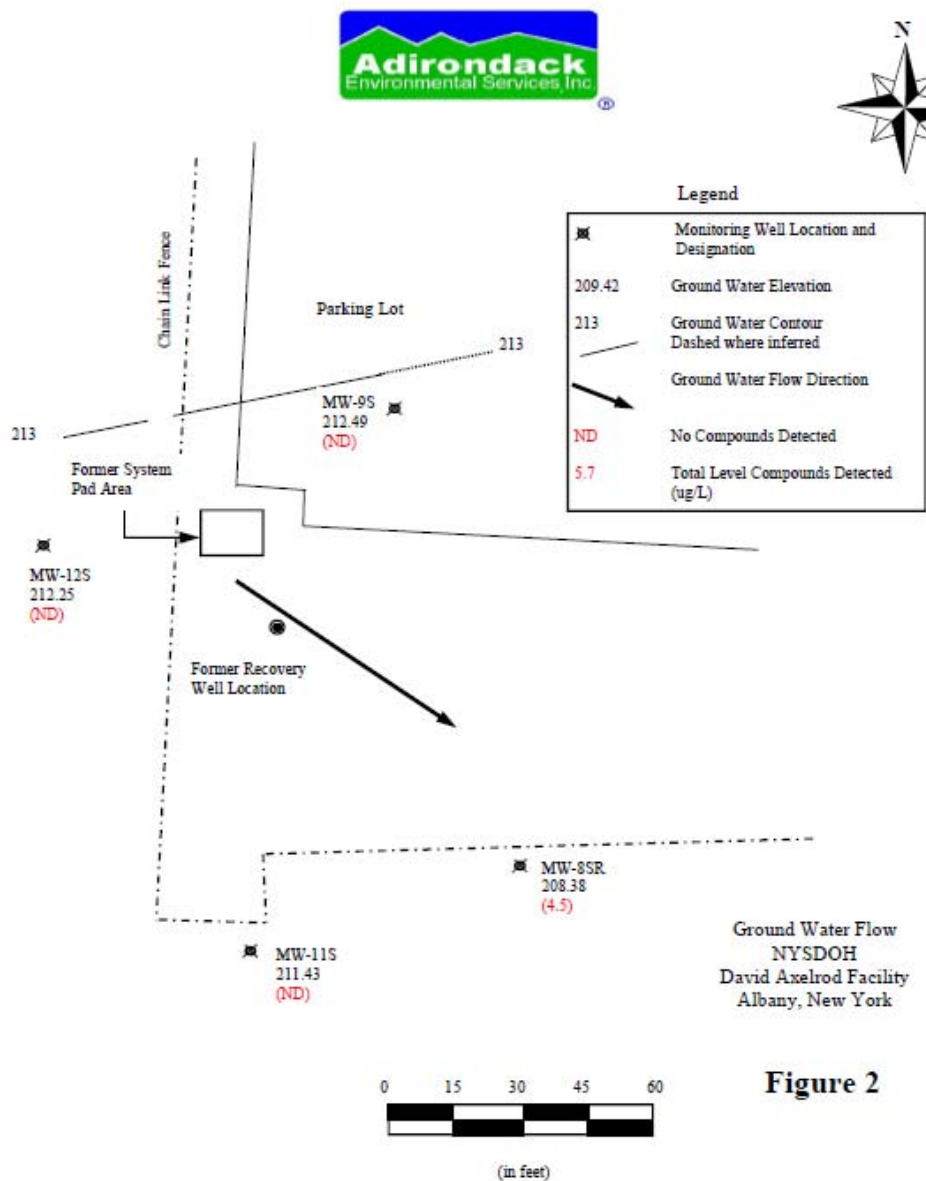 Adirondack
Environmental Services, Inc.
®
N
Legend
Monitoring Well Location and
Designation
209.42 Ground Water Elevation
213 Ground Water Contour
Dashed where inferred
Ground Water Flow Direction
ND No Compounds Detected
5.7 Total Level Compounds Detected
(ug/L)
Chain Link Fence
Parking Lot
213
MW-9S
212.49
(ND)
213
Former System
Pad Area
MW-12S
212.25
(ND)
Former Recovery
Well Location
MW-8SR
208.38
(4.5)
MW-11S
211.43
(ND)
Ground Water Flow
NYSDOH
David Axelrod Facility
Albany, New York
Figure 2
0 15 30 45 60
(in feet)